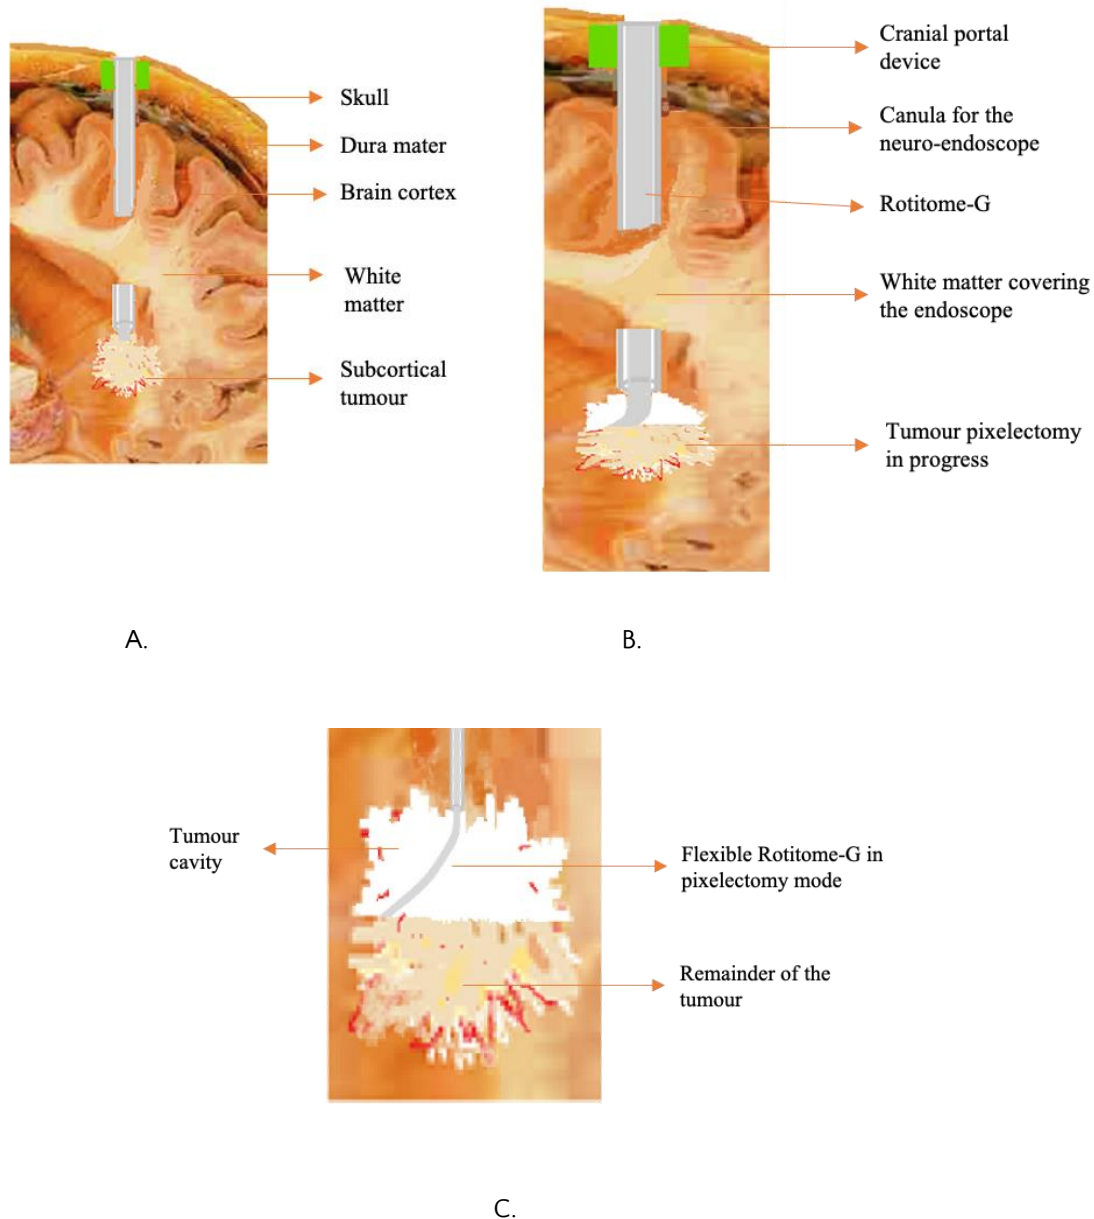 Skull
Dura mater
Brain cortex
White
matter
Subcortical
tumour
A.
Cranial portal
device
Canula for the
neuro-endoscope
Rotitome-G
White matter covering
the endoscope
Tumour pixelectomy
in progress
B.
Tumour
cavity
Flexible Rotitome-G in
pixelectomy mode
Remainder of the
tumour
C.